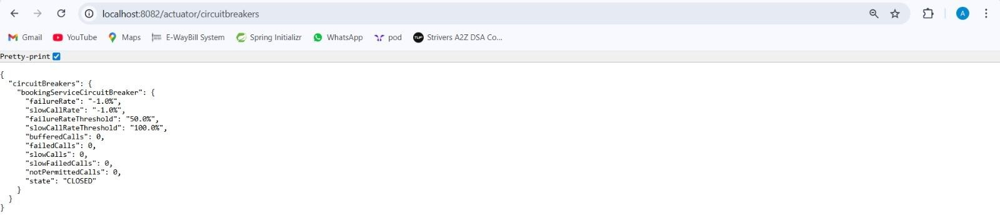 localhost:8082/actuator/circuitbreakers
A
Gmail YouTube Maps E-WayBill System Spring Initializr WhatsApp pod TUF Strivers A2Z DSA Co...
Pretty-print
{
  "circuitBreakers": {
    "bookingServiceCircuitBreaker": {
      "failureRate": "-1.0%",
      "slowCallRate": "-1.0%",
      "failureRateThreshold": "50.0%",
      "slowCallRateThreshold": "100.0%",
      "bufferedCalls": 0,
      "failedCalls": 0,
      "slowCalls": 0,
      "slowFailedCalls": 0,
      "notPermittedCalls": 0,
      "state": "CLOSED"
    }
  }
}